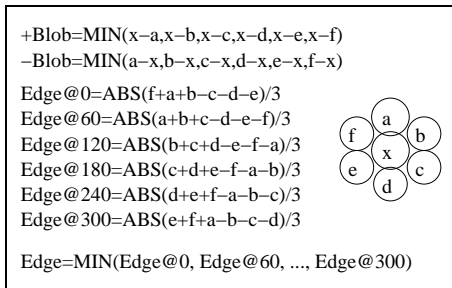 +Blob=MIN(x−a,x−b,x−c,x−d,x−e,x−f)
−Blob=MIN(a−x,b−x,c−x,d−x,e−x,f−x)
Edge@0=ABS(f+a+b−c−d−e)/3
Edge@60=ABS(a+b+c−d−e−f)/3
Edge@120=ABS(b+c+d−e−f−a)/3
Edge@180=ABS(c+d+e−f−a−b)/3
Edge@240=ABS(d+e+f−a−b−c)/3
Edge@300=ABS(e+f+a−b−c−d)/3
Edge=MIN(Edge@0, Edge@60, ..., Edge@300)
a
f b
x
e c
d